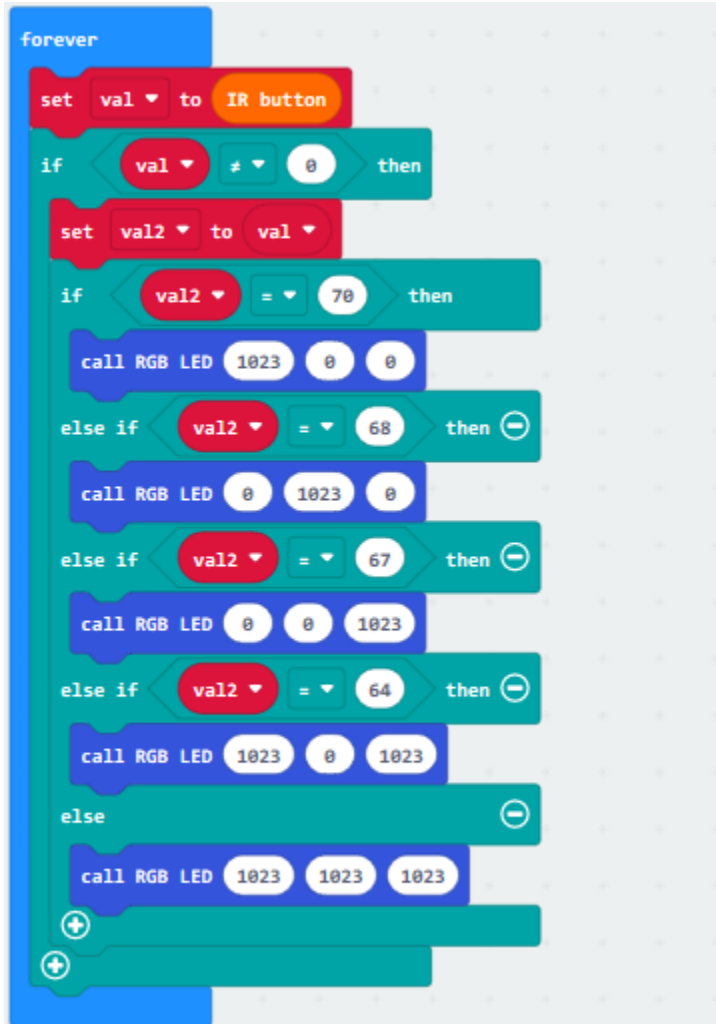 forever
set val to IR button
if val ≠ 0 then
set val2 to val
if val2 = 70 then
call RGB LED 1023 0 0
else if val2 = 68 then
call RGB LED 0 1023 0
else if val2 = 67 then
call RGB LED 0 0 1023
else if val2 = 64 then
call RGB LED 1023 0 1023
else
call RGB LED 1023 1023 1023